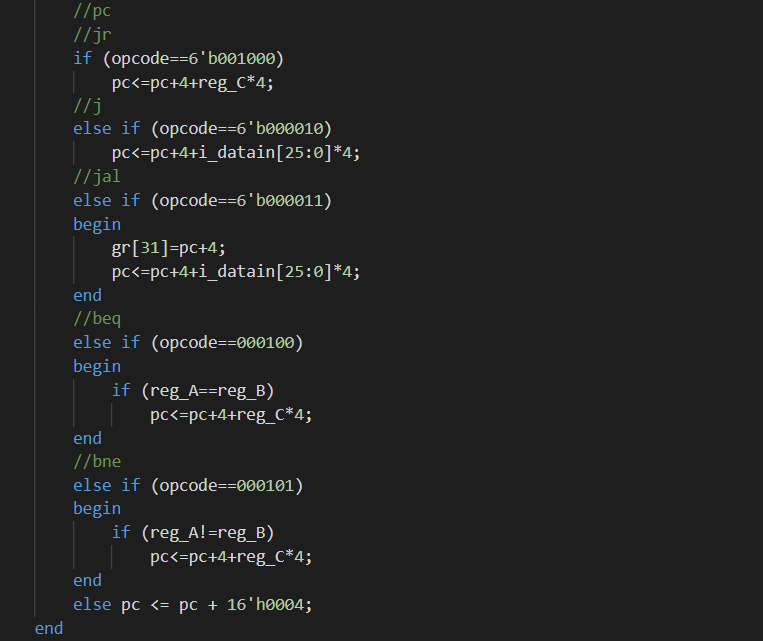 //pc
//jr
if (opcode==6'b001000)
pc<=pc+4+reg_C*4;
//j
else if (opcode==6'b000010)
pc<=pc+4+i_datain[25:0]*4;
//jal
else if (opcode==6'b000011)
begin
gr[31]=pc+4;
pc<=pc+4+i_datain[25:0]*4;
end
//beq
else if (opcode==000100)
begin
if (reg_A==reg_B)
pc<=pc+4+reg_C*4;
end
//bne
else if (opcode==000101)
begin
if (reg_A!=reg_B)
pc<=pc+4+reg_C*4;
end
else pc <= pc + 16'h0004;
end